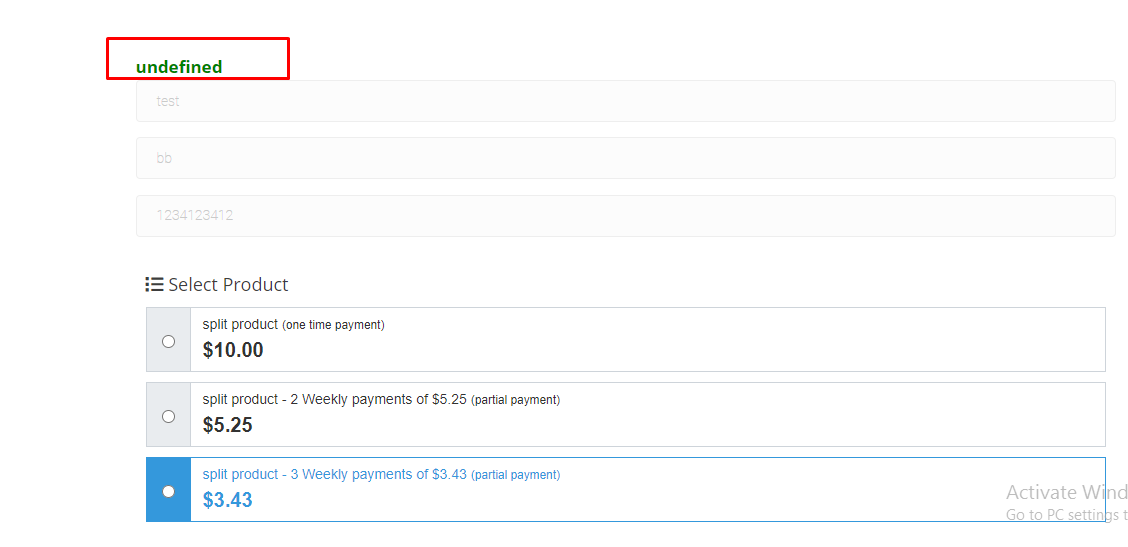 undefined
test
bb
1234123412
Select Product
split product (one time payment)
$10.00
split product - 2 Weekly payments of $5.25 (partial payment)
$5.25
split product - 3 Weekly payments of $3.43 (partial payment)
$3.43
Activate Wind
Go to PC settings t